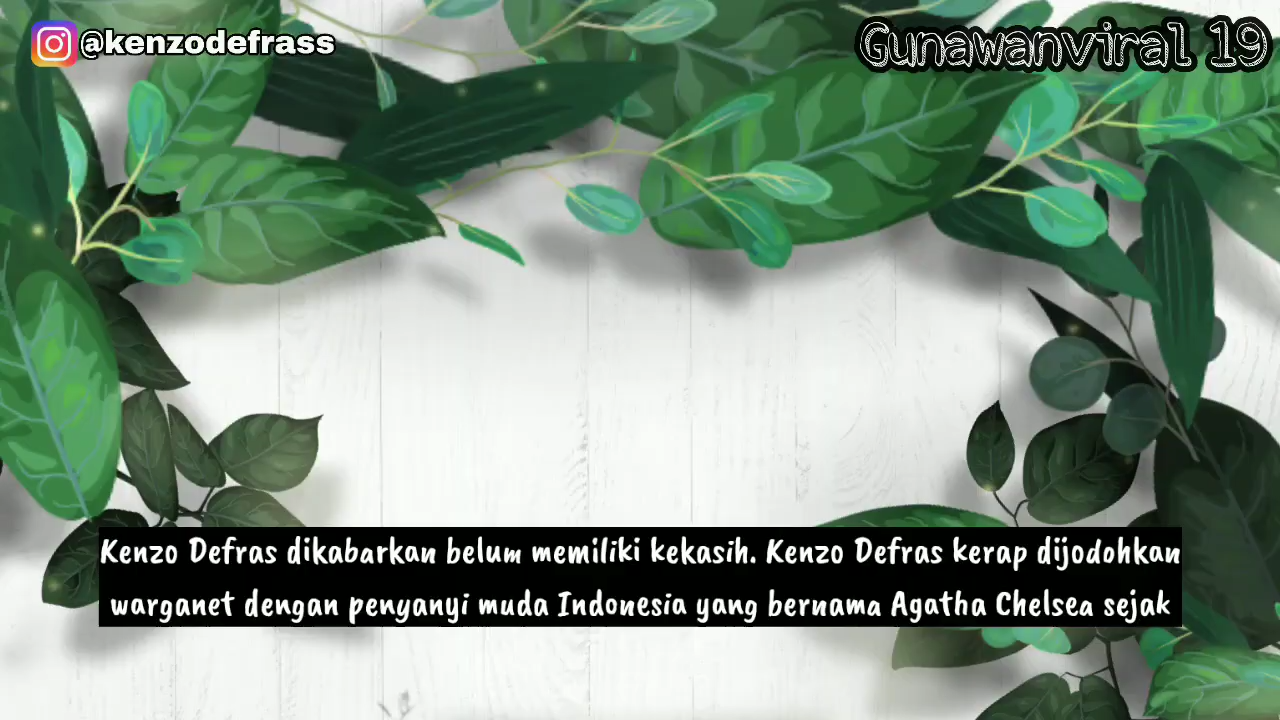 @kenzodefrass
Gunawanviral 19
Kenzo Defras dikabarkan belum memiliki kekasih. Kenzo Defras kerap dijodohkan
warganet dengan penyanyi muda Indonesia yang bernama Agatha Chelsea sejak